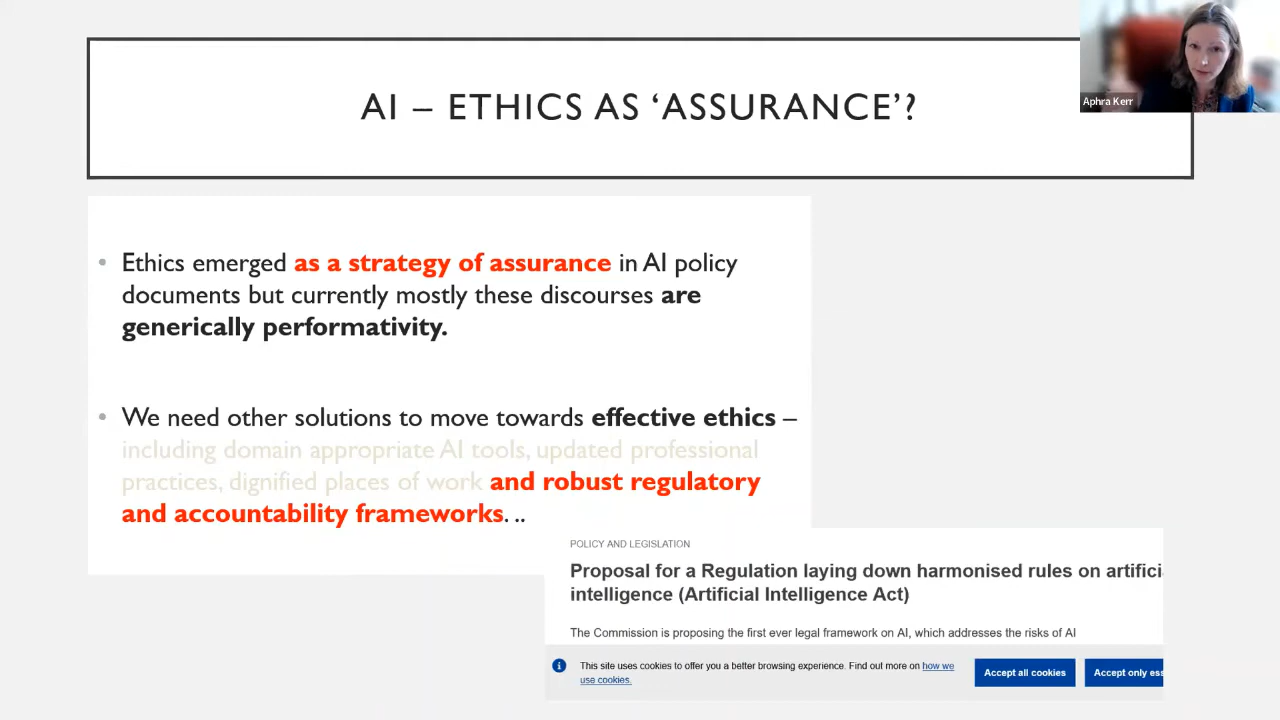 AI – ETHICS AS ‘ASSURANCE’?
Aphra Kerr
• Ethics emerged as a strategy of assurance in AI policy
documents but currently mostly these discourses are
generically performativity.
• We need other solutions to move towards effective ethics –
including domain appropriate AI tools, updated professional
practices, dignified places of work and robust regulatory
and accountability frameworks. ..
POLICY AND LEGISLATION
Proposal for a Regulation laying down harmonised rules on artifici
intelligence (Artificial Intelligence Act)
The Commission is proposing the first ever legal framework on AI, which addresses the risks of AI
This site uses cookies to offer you a better browsing experience. Find out more on how we
use cookies.
Accept all cookies
Accept only ess